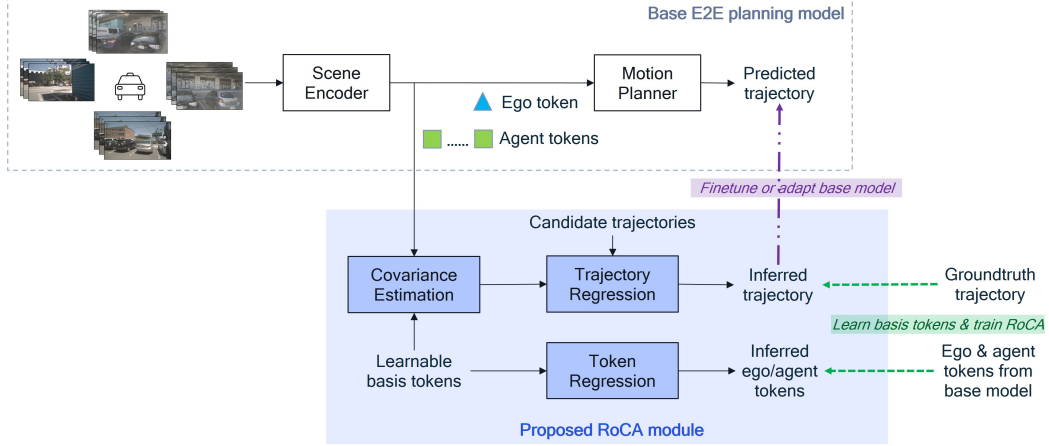 Base E2E planning model
Scene
Encoder
Motion
Planner
Predicted
trajectory
Ego token
...... Agent tokens
Finetune or adapt base model
Candidate trajectories
Covariance
Estimation
Trajectory
Regression
Inferred
trajectory
Groundtruth
trajectory
Learn basis tokens & train RoCA
Learnable
basis tokens
Token
Regression
Inferred
ego/agent
tokens
Ego & agent
tokens from
base model
Proposed RoCA module